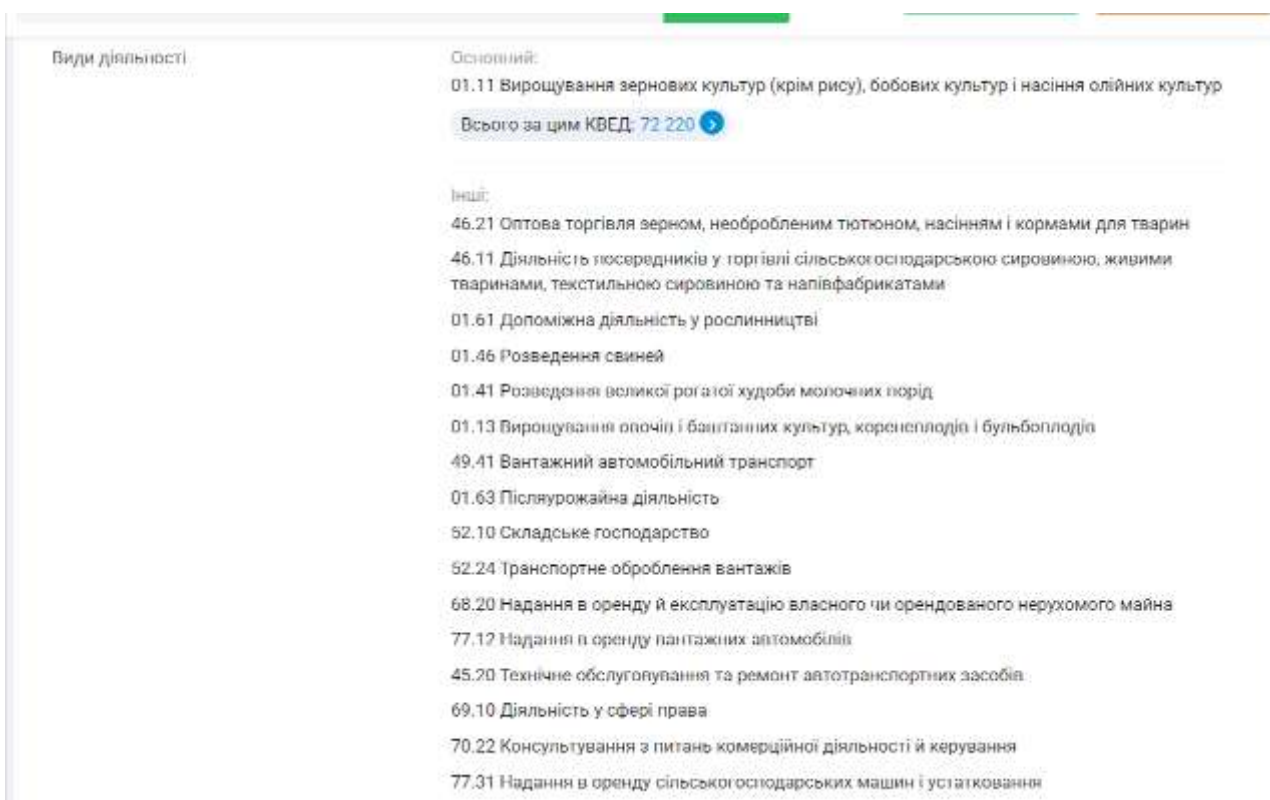 Види діяльності
Основний:
01.11 Вирощування зернових культур (крім рису), бобових культур і насіння олійних культур
Всього за цим КВЕД: 72 220
Інші:
46.21 Оптова торгівля зерном, необробленим тютюном, насінням і кормами для тварин
46.11 Діяльність посередників у торгівлі сільськогосподарською сировиною, живими
тваринами, текстильною сировиною та напівфабрикатами
01.61 Допоміжна діяльність у рослинництві
01.46 Розведення свиней
01.41 Розведення великої рогатої худоби молочних порід
01.13 Вирощування овочів і баштанних культур, коренеплодів і бульбоплодів
49.41 Вантажний автомобільний транспорт
01.63 Післяурожайна діяльність
52.10 Складське господарство
52.24 Транспортне оброблення вантажів
68.20 Надання в оренду й експлуатацію власного чи орендованого нерухомого майна
77.12 Надання в оренду вантажних автомобілів
45.20 Технічне обслуговування та ремонт автотранспортних засобів
69.10 Діяльність у сфері права
70.22 Консультування з питань комерційної діяльності й керування
77.31 Надання в оренду сільськогосподарських машин і устатковання